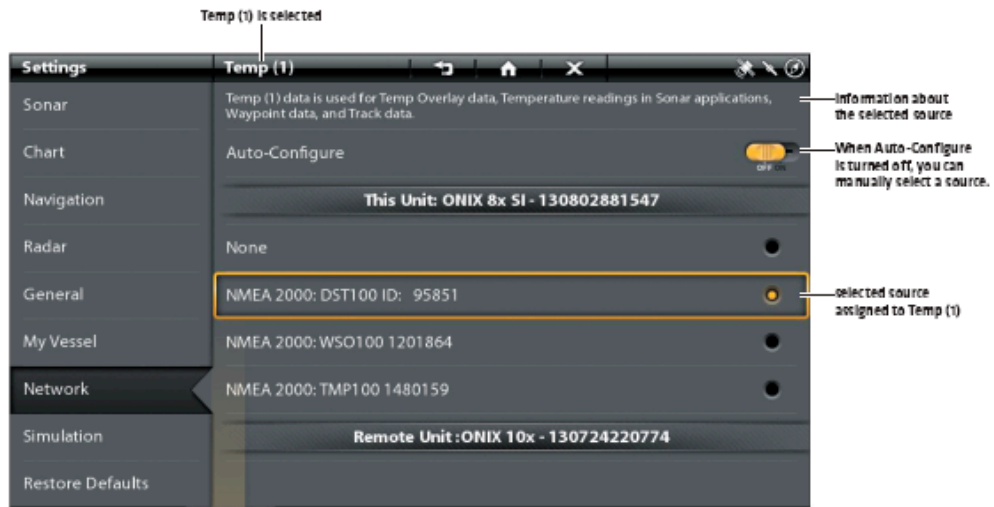 Temp (1) is selected
Settings
Temp (1)
Sonar
Chart
Navigation
Radar
General
My Vessel
Network
Simulation
Restore Defaults
Temp (1) data is used for Temp Overlay data, Temperature readings in Sonar applications,
Waypoint data, and Track data.
Auto-Configure
OFF ON
This Unit: ONIX 8x SI - 130802881547
None
NMEA 2000: DST100 ID: 95851
NMEA 2000: WSO100 1201864
NMEA 2000: TMP100 1480159
Remote Unit :ONIX 10x - 130724220774
information about
the selected source
When Auto-Configure
is turned off, you can
manually select a source.
selected source
assigned to Temp (1)